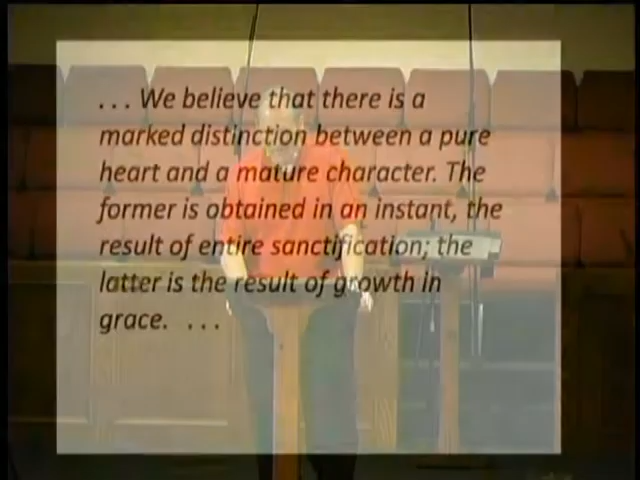 . . . We believe that there is a
marked distinction between a pure
heart and a mature character. The
former is obtained in an instant, the
result of entire sanctification; the
latter is the result of growth in
grace. . . .